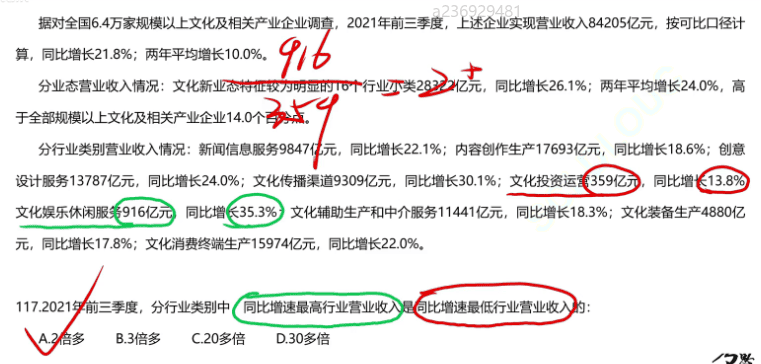 a236929481
据对全国6.4万家规模以上文化及相关产业企业调查，2021年前三季度，上述企业实现营业收入84205亿元，按可比口径计
算，同比增长21.8%；两年平均增长10.0%。
916
分业态营业收入情况：文化新业态特征较为明显的16个行业小类28322亿元，同比增长26.1%；两年平均增长24.0%，高
= 2+
于全部规模以上文化及相关产业企业14.0个百分点。
359
分行业类别营业收入情况：新闻信息服务9847亿元，同比增长22.1%；内容创作生产17693亿元，同比增长18.6%；创意
设计服务13787亿元，同比增长24.0%；文化传播渠道9309亿元，同比增长30.1%；文化投资运营359亿元，同比增长13.8%
文化娱乐休闲服务916亿元，同比增长35.3%；文化辅助生产和中介服务11441亿元，同比增长18.3%；文化装备生产4880亿
元，同比增长17.8%；文化消费终端生产15974亿元，同比增长22.0%。
117.2021年前三季度，分行业类别中，同比增速最高行业营业收入是同比增速最低行业营业收入的：
A.2倍多 B.3倍多 C.20多倍 D.30多倍